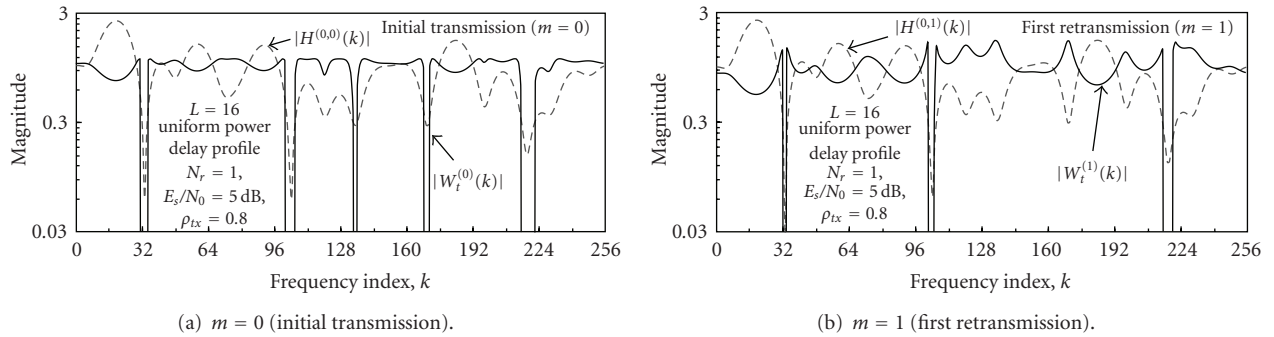 3
0.3
0.03
Magnitude
Initial transmission (m = 0)
|H^(0,0)(k)|
L = 16
uniform power
delay profile
N_r = 1,
E_s/N_0 = 5 dB,
ρ_tx = 0.8
|W_t^(0)(k)|
0 32 64 96 128 160 192 224 256
Frequency index, k
(a) m = 0 (initial transmission).
3
0.3
0.03
Magnitude
First retransmission (m = 1)
|H^(0,1)(k)|
L = 16
uniform power
delay profile
N_r = 1,
E_s/N_0 = 5 dB,
ρ_tx = 0.8
|W_t^(1)(k)|
0 32 64 96 128 160 192 224 256
Frequency index, k
(b) m = 1 (first retransmission).